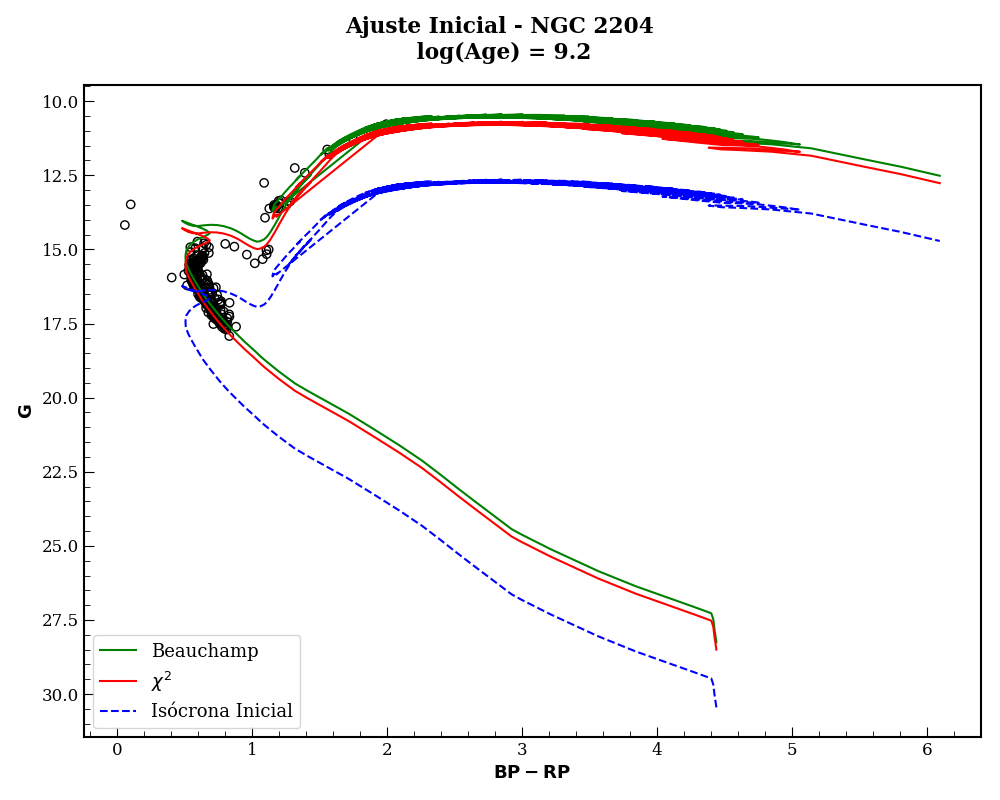 Ajuste Inicial - NGC 2204
log(Age) = 9.2
10.0
12.5
15.0
17.5
20.0
22.5
25.0
27.5
30.0
G
Beauchamp
χ²
Isócrona Inicial
0 1 2 3 4 5 6
BP − RP